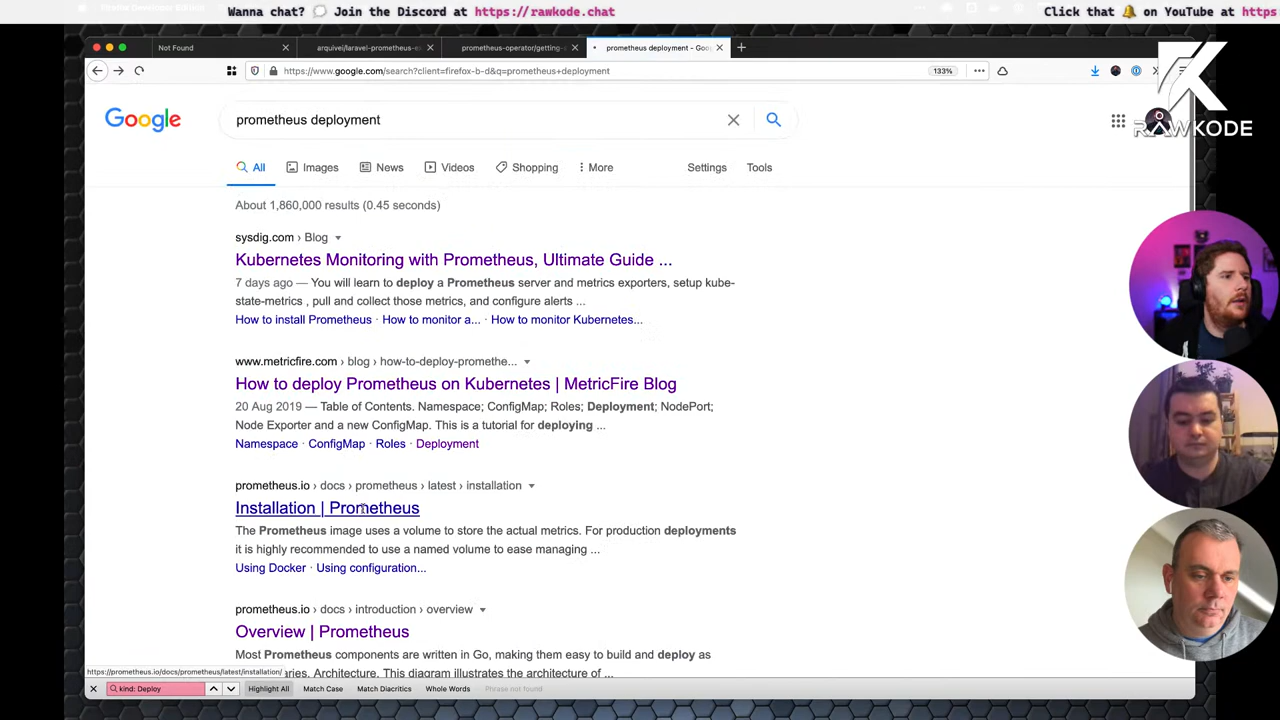 Wanna chat? 💬 Join the Discord at https://rawkode.chat
Click that 🔔 on YouTube at https
Not Found
arquivei/laravel-prometheus-e
prometheus-operator/getting-s
prometheus deployment - Goo
https://www.google.com/search?client=firefox-b-d&q=prometheus+deployment
133%
RAWKODE
Google
prometheus deployment
All
Images
News
Videos
Shopping
More
Settings
Tools
About 1,860,000 results (0.45 seconds)
sysdig.com › Blog
Kubernetes Monitoring with Prometheus, Ultimate Guide ...
7 days ago — You will learn to deploy a Prometheus server and metrics exporters, setup kube-
state-metrics , pull and collect those metrics, and configure alerts ...
How to install Prometheus · How to monitor a... · How to monitor Kubernetes...
www.metricfire.com › blog › how-to-deploy-promethe...
How to deploy Prometheus on Kubernetes | MetricFire Blog
20 Aug 2019 — Table of Contents. Namespace; ConfigMap; Roles; Deployment; NodePort;
Node Exporter and a new ConfigMap. This is a tutorial for deploying ...
Namespace · ConfigMap · Roles · Deployment
prometheus.io › docs › prometheus › latest › installation
Installation | Prometheus
The Prometheus image uses a volume to store the actual metrics. For production deployments
it is highly recommended to use a named volume to ease managing ...
Using Docker · Using configuration...
prometheus.io › docs › introduction › overview
Overview | Prometheus
Most Prometheus components are written in Go, making them easy to build and deploy as
aries. Architecture. This diagram illustrates the architecture of ...
https://prometheus.io/docs/prometheus/latest/installation/
kind: Deploy
Highlight All
Match Case
Match Diacritics
Whole Words
Phrase not found